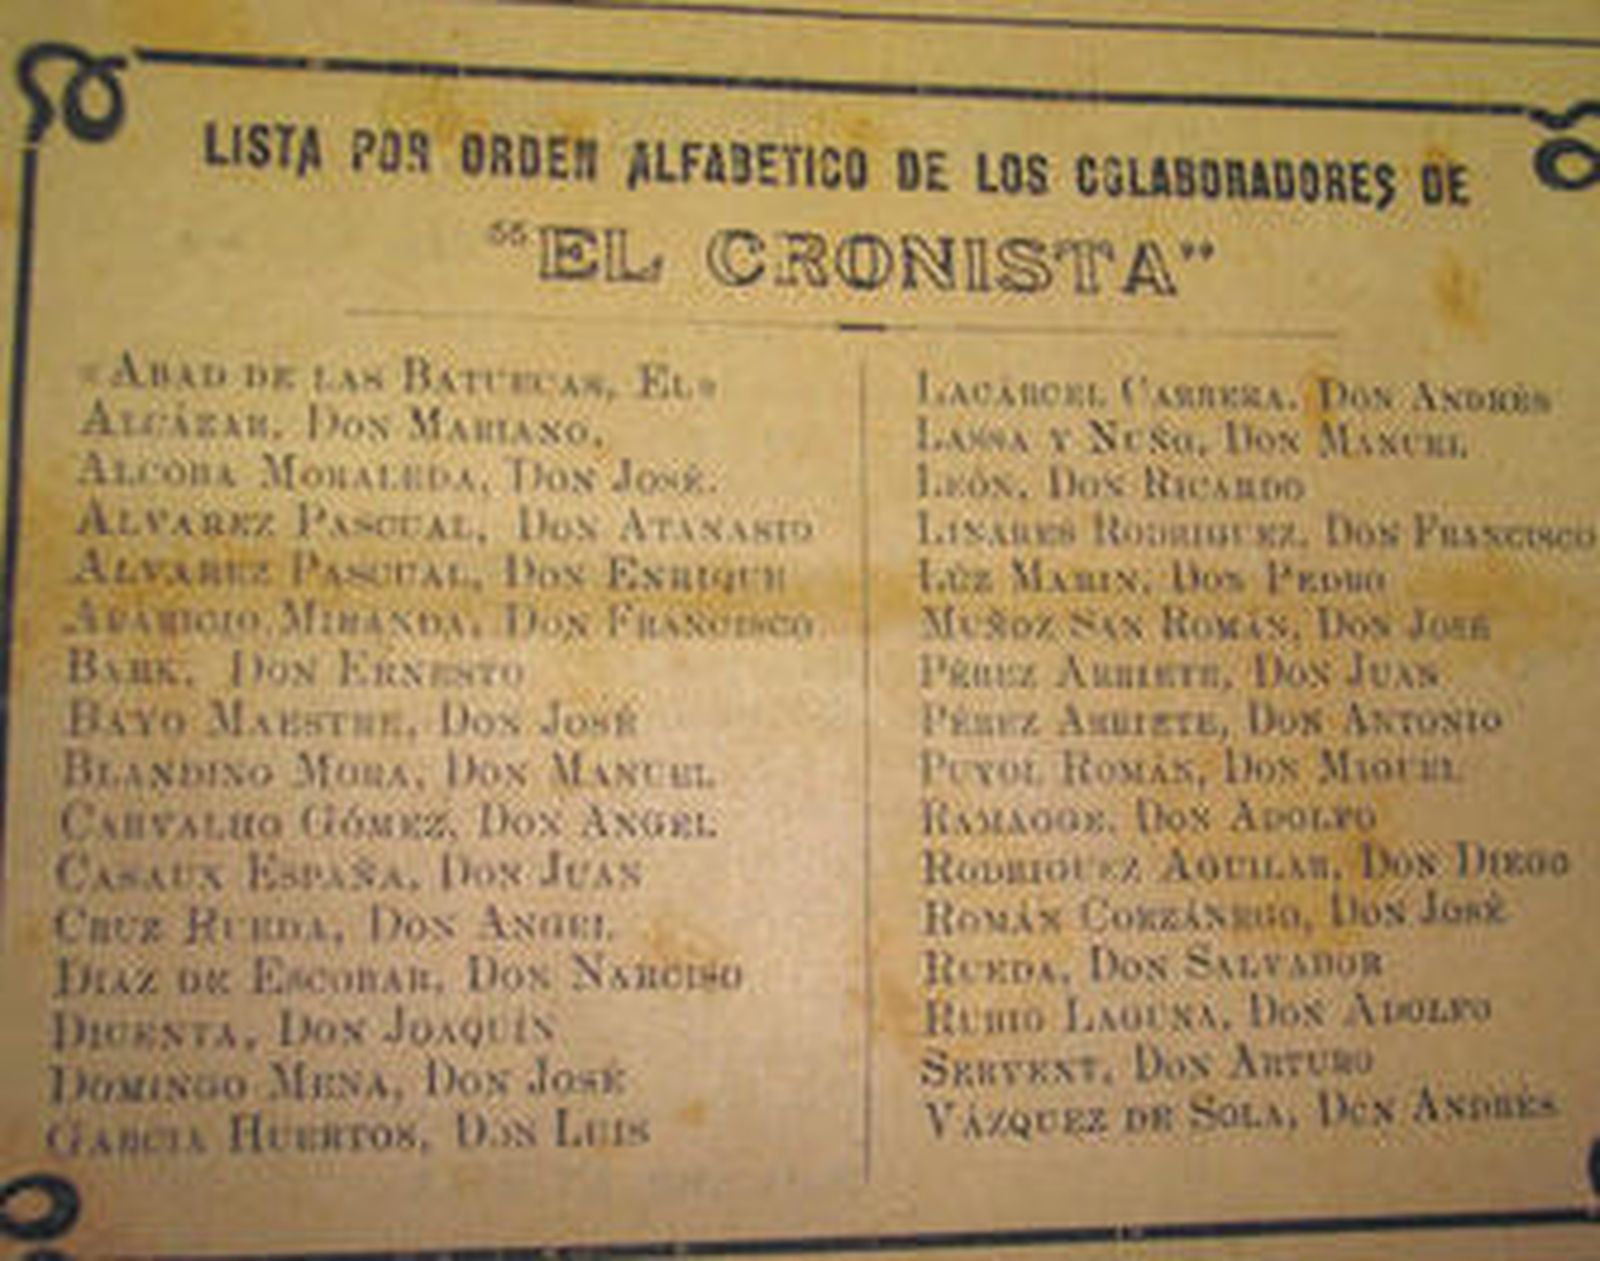 LISTA POR ORDEN ALFABETICO DE LOS COLABORADORES DE
"EL CRONISTA"
«ABAD DE LAS BATUECAS, EL»
ALCÁZAR, DON MARIANO,
ALCOBA MORALEDA, DON JOSÉ.
ALVAREZ PASCUAL, DON ATANASIO
ALVAREZ PASCUAL, DON ENRIQUE
APARICIO MIRANDA, DON FRANCISCO
BARK, DON ERNESTO
BAYO MAESTRE, DON JOSÉ
BLANDINO MORA, DON MANUEL
CARVALHO GÓMEZ, DON ANGEL
CASAUX ESPAÑA, DON JUAN
CRUZ RUEDA, DON ANGEL
DIAZ DE ESCOBAR, DON NARCISO
DICENTA, DON JOAQUÍN
DOMINGO MENA, DON JOSÉ
GARCIA HUERTOS, DON LUIS
LACÁRCEL CARRERA, DON ANDRÉS
LASSA Y NUÑO, DON MANUEL
LEÓN, DON RICARDO
LINARES RODRIGUEZ, DON FRANCISCO
LUZ MARIN, DON PEDRO
MUÑOZ SAN ROMÁN, DON JOSÉ
PÉREZ ARRIETE, DON JUAN
PÉREZ ARRIETE, DON ANTONIO
PUYOL ROMÁN, DON MIGUEL
RAMAGGE, DON ADOLFO
RODRIGUEZ AGUILAR, DON DIEGO
ROMÁN CORZÁNEGO, DON JOSÉ
RUEDA, DON SALVADOR
RUBIO LAGUNA, DON ADOLFO
SERVENT, DON ARTURO
VÁZQUEZ DE SOLA, DON ANDRÉS